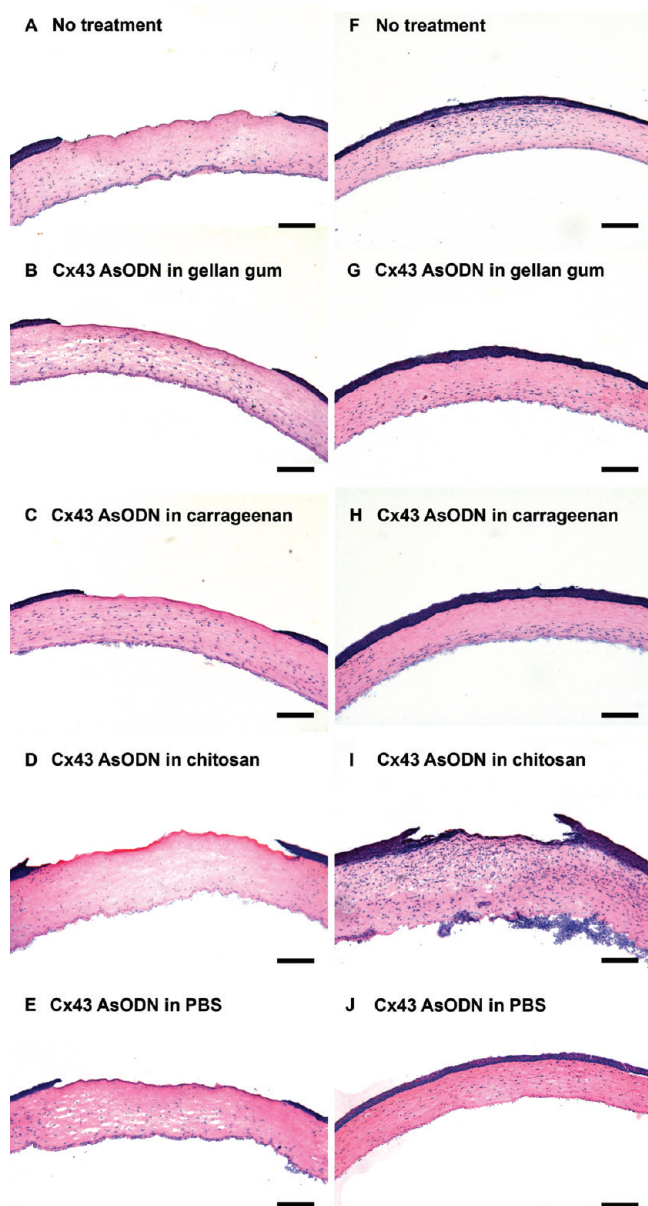 A No treatment
F No treatment
B Cx43 AsODN in gellan gum
G Cx43 AsODN in gellan gum
C Cx43 AsODN in carrageenan
H Cx43 AsODN in carrageenan
D Cx43 AsODN in chitosan
I Cx43 AsODN in chitosan
E Cx43 AsODN in PBS
J Cx43 AsODN in PBS